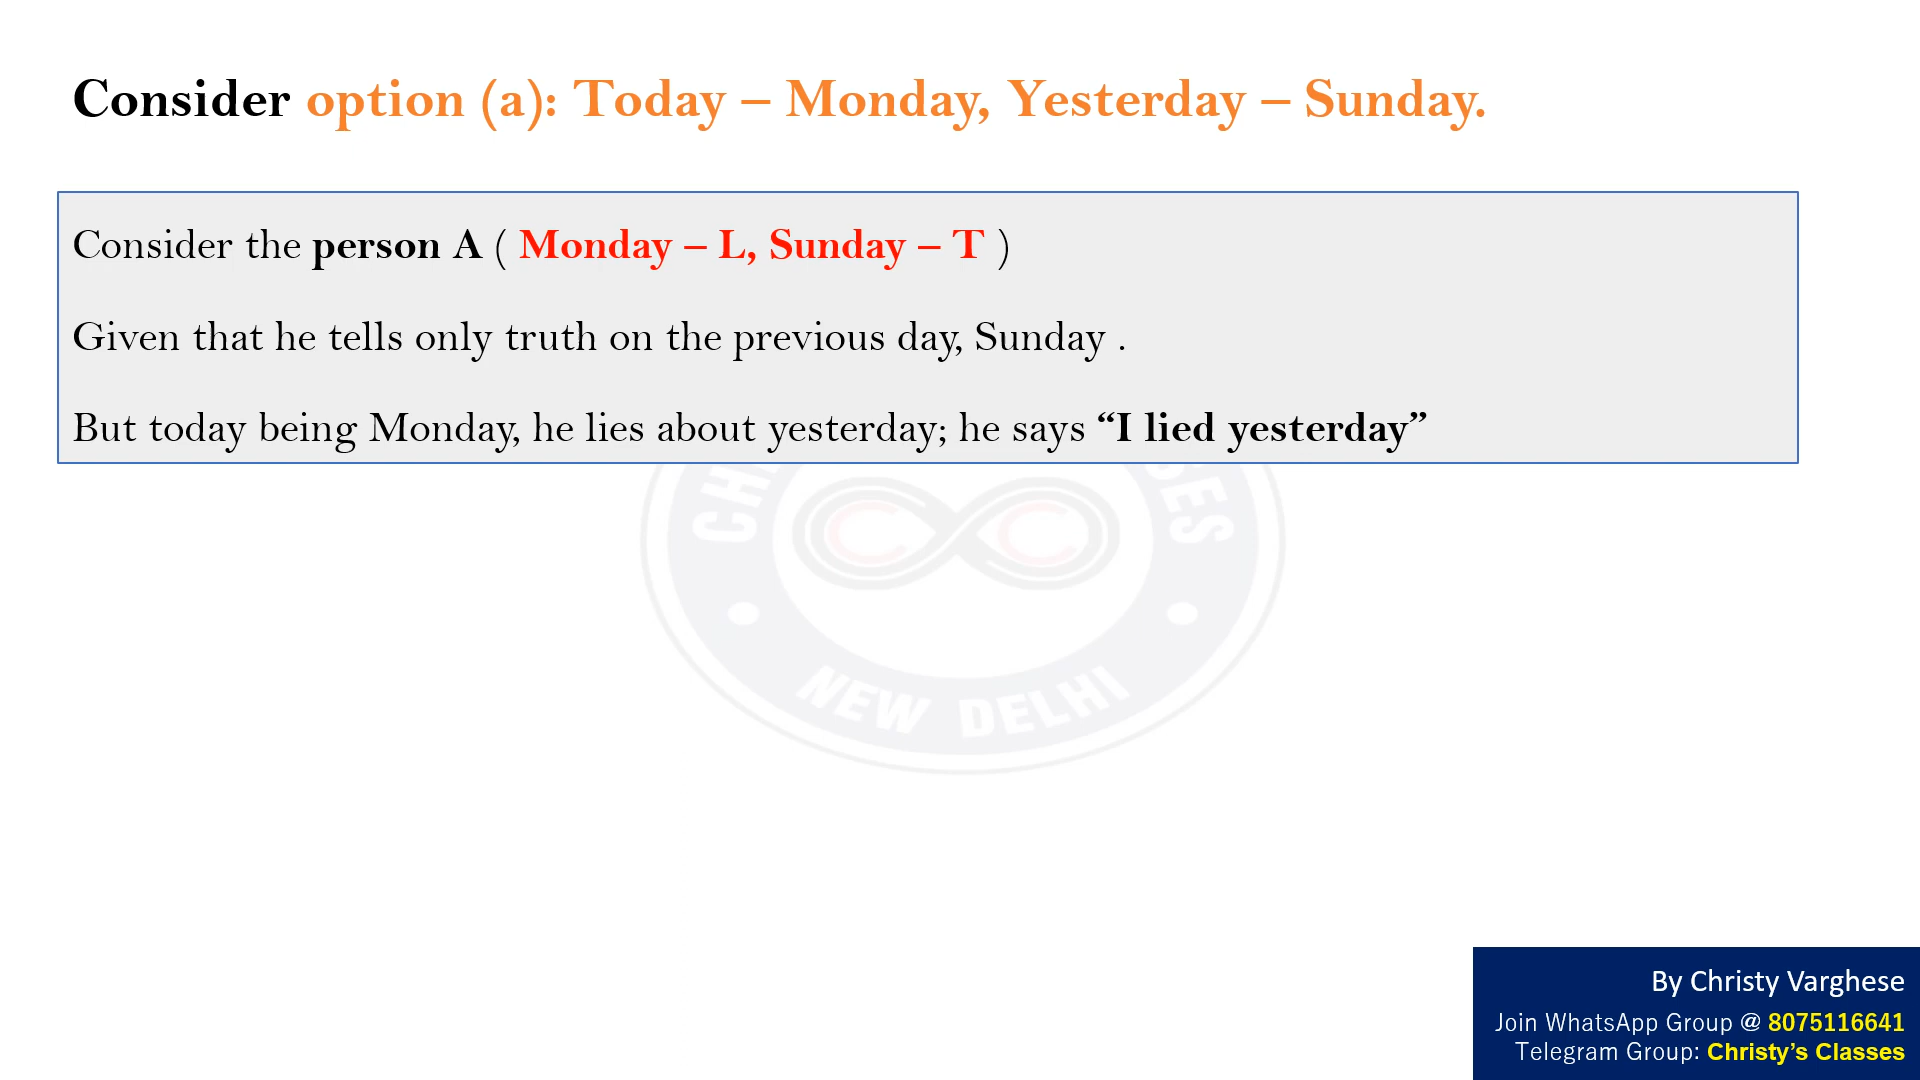 Consider option (a): Today – Monday, Yesterday – Sunday.
Consider the person A ( Monday – L, Sunday – T )
Given that he tells only truth on the previous day, Sunday .
But today being Monday, he lies about yesterday; he says “I lied yesterday”
NEW DELHI
By Christy Varghese
Join WhatsApp Group @ 8075116641
Telegram Group: Christy’s Classes